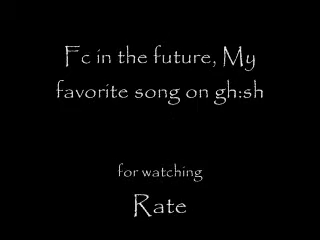 Fc in the future, My
favorite song on gh:sh
for watching
Rate